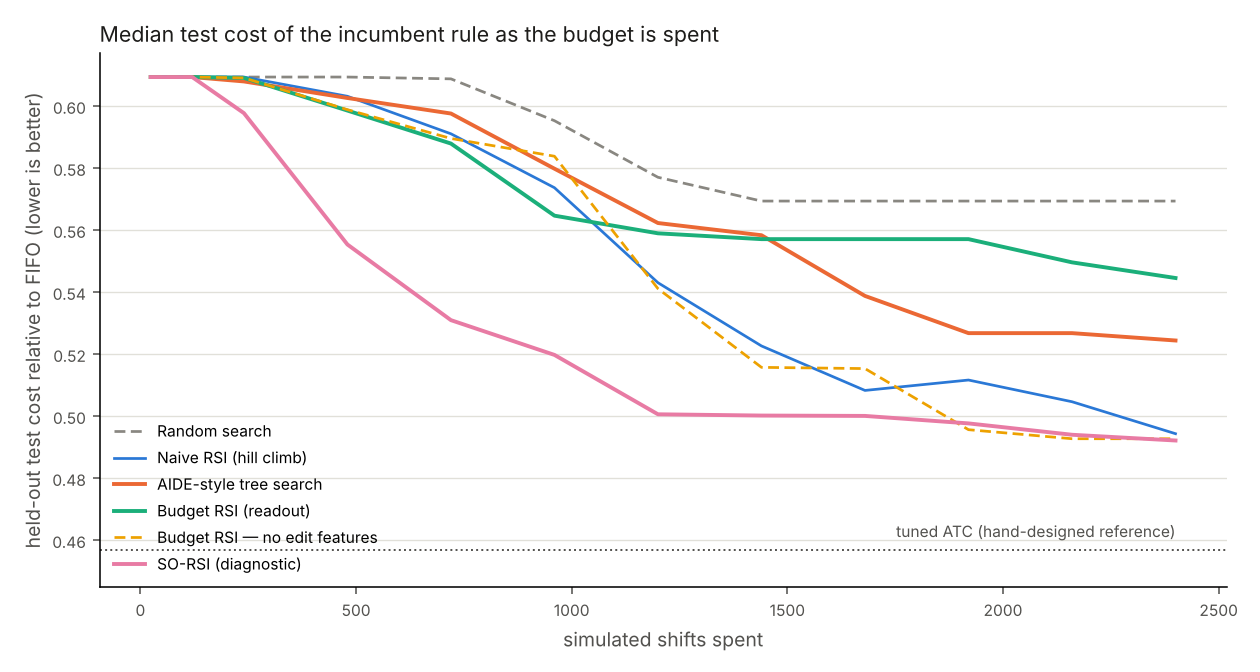 Median test cost of the incumbent rule as the budget is spent
held-out test cost relative to FIFO (lower is better)
0.60
0.58
0.56
0.54
0.52
0.50
0.48
0.46
Random search
Naive RSI (hill climb)
AIDE-style tree search
Budget RSI (readout)
Budget RSI — no edit features
SO-RSI (diagnostic)
tuned ATC (hand-designed reference)
0
500
1000
1500
2000
2500
simulated shifts spent